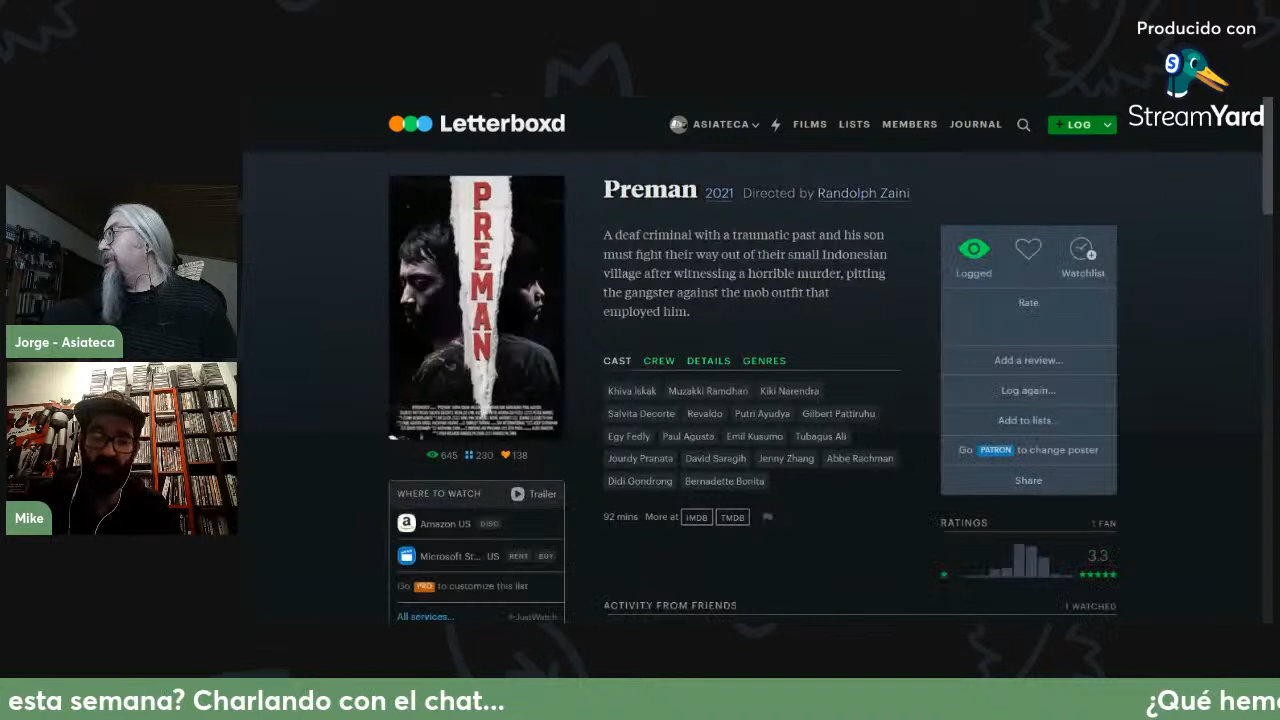 Producido con
StreamYard
Letterboxd
ASIATECA
FILMS
LISTS
MEMBERS
JOURNAL
+ LOG
PREMAN
Preman 2021 Directed by Randolph Zaini
A deaf criminal with a traumatic past and his son
must fight their way out of their small Indonesian
village after witnessing a horrible murder, pitting
the gangster against the mob outfit that
employed him.
Logged
Watchlist
Rate
Add a review...
Log again...
Add to lists...
Go PATRON to change poster
Share
CAST CREW DETAILS GENRES
Khiva Iskak Muzakki Ramdhan Kiki Narendra
Salvita Decorte Revaldo Putri Ayudya Gilbert Pattiruhu
Egy Fedly Paul Agusta Emil Kusumo Tubagus Ali
Jourdy Pranata David Saragih Jenny Zhang Abbe Rachman
Didi Gondrong Bernadette Bonita
92 mins More at IMDB TMDB
645 230 138
WHERE TO WATCH Trailer
Amazon US DISC
Microsoft St... US RENT BUY
Go PRO to customize this list
All services... JustWatch
RATINGS 1 FAN
3.3
ACTIVITY FROM FRIENDS 1 WATCHED
Jorge - Asiateca
Mike
esta semana? Charlando con el chat... ¿Qué hem